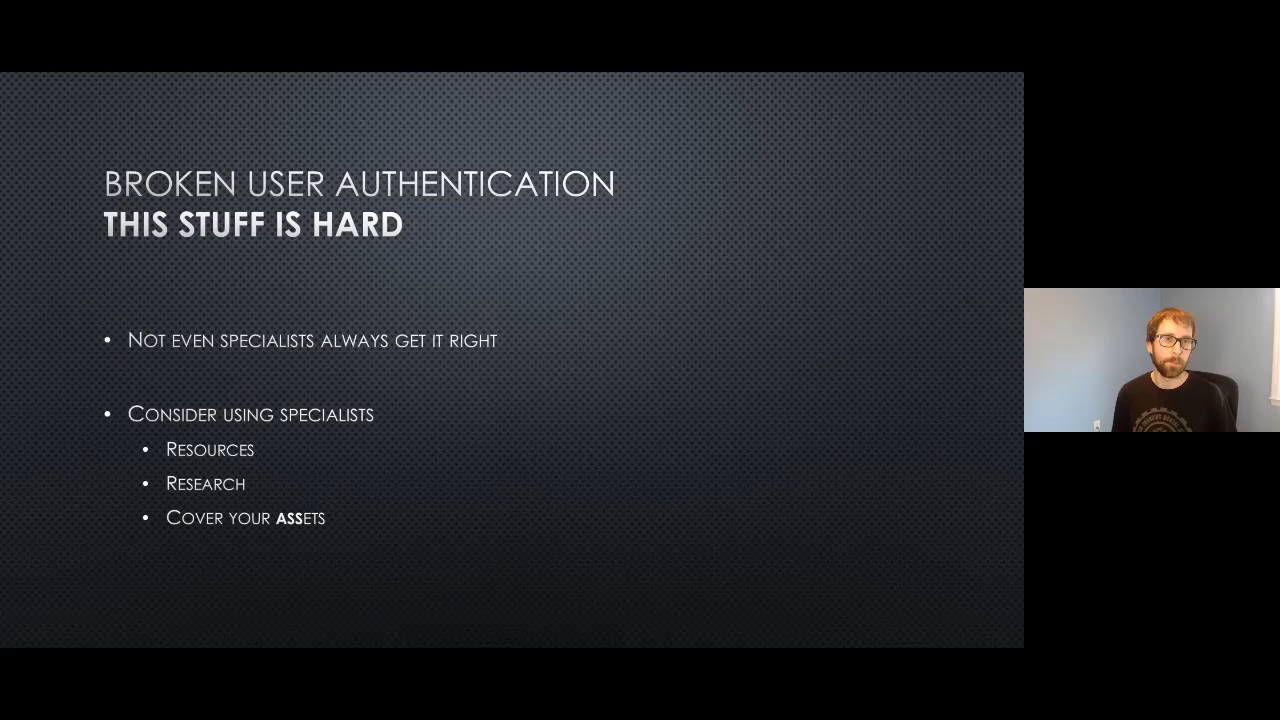 BROKEN USER AUTHENTICATION
THIS STUFF IS HARD
• NOT EVEN SPECIALISTS ALWAYS GET IT RIGHT
• CONSIDER USING SPECIALISTS
• RESOURCES
• RESEARCH
• COVER YOUR ASSETS